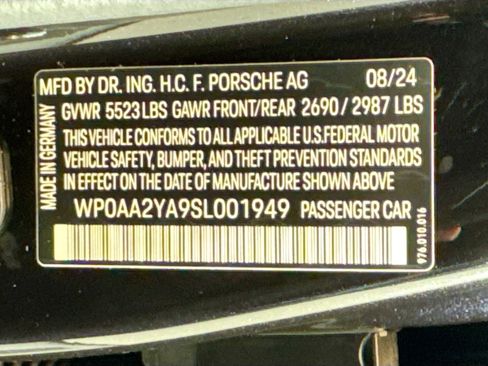 MFD BY DR. ING. H.C. F. PORSCHE AG 08/24
GVWR 5523 LBS GAWR FRONT/REAR 2690 / 2987 LBS
THIS VEHICLE CONFORMS TO ALL APPLICABLE U.S.FEDERAL MOTOR
VEHICLE SAFETY, BUMPER, AND THEFT PREVENTION STANDARDS
IN EFFECT ON THE DATE OF MANUFACTURE SHOWN ABOVE
WP0AA2YA9SL001949 PASSENGER CAR
MADE IN GERMANY
976.010.016